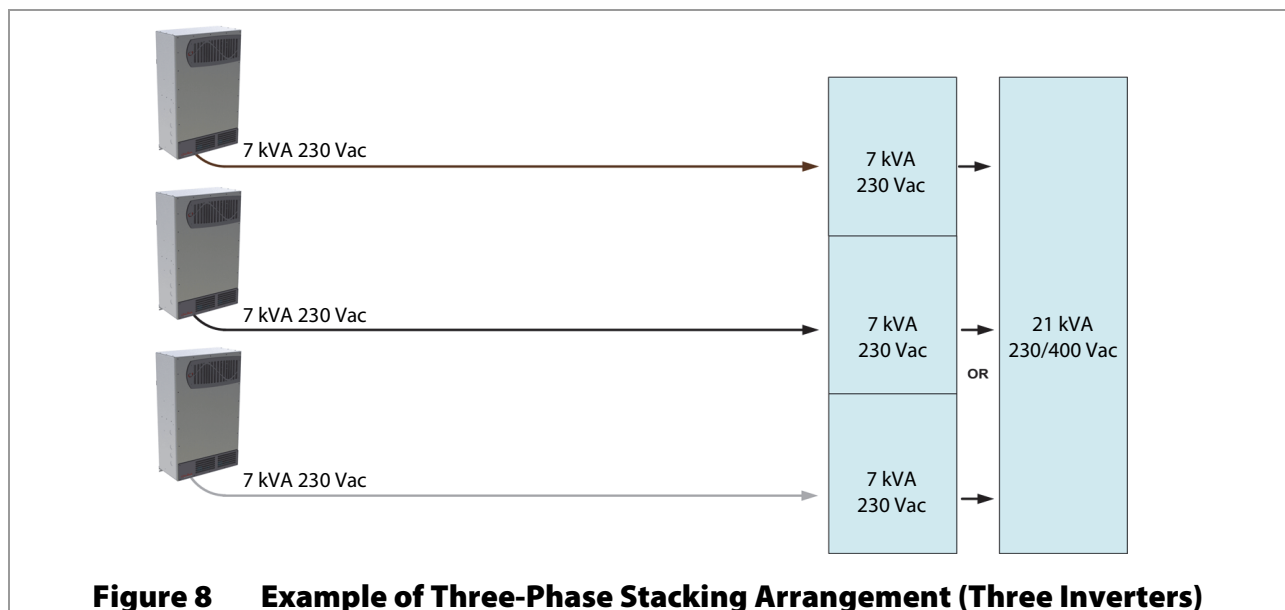 7 kVA 230 Vac
7 kVA
230 Vac
7 kVA 230 Vac
7 kVA
230 Vac
21 kVA
230/400 Vac
OR
7 kVA 230 Vac
7 kVA
230 Vac
Figure 8 Example of Three-Phase Stacking Arrangement (Three Inverters)